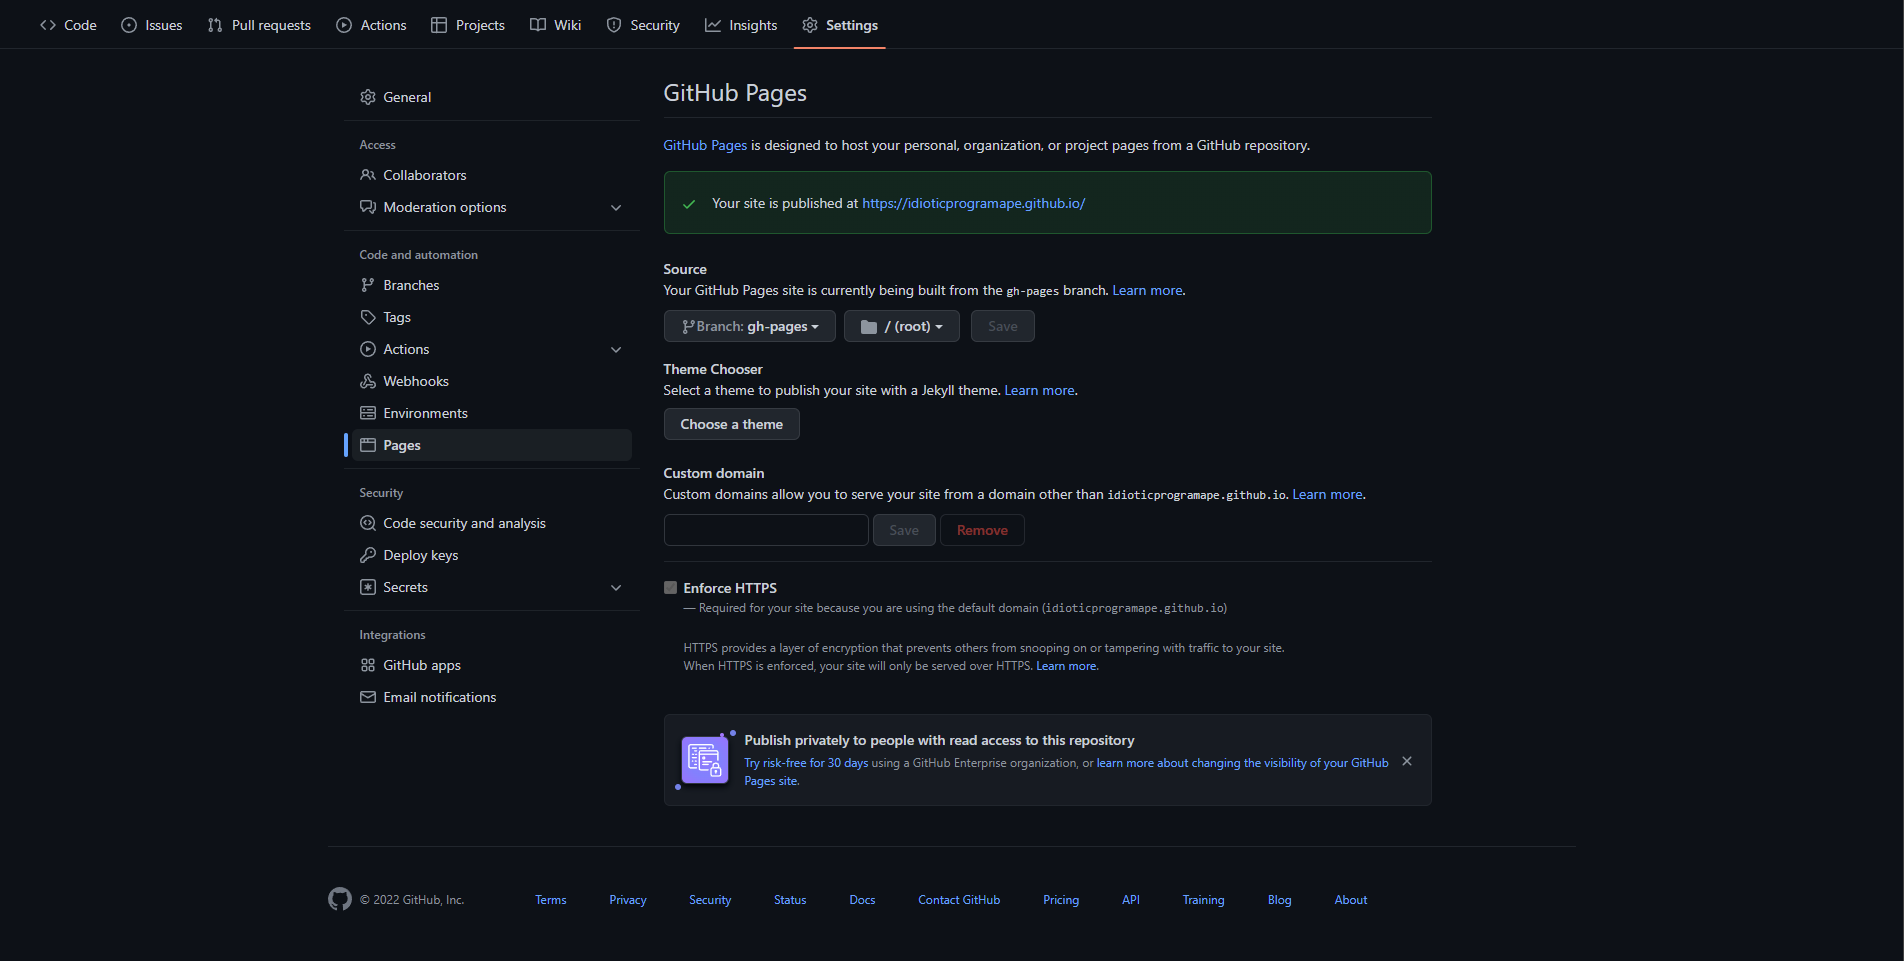 Code Issues Pull requests Actions Projects Wiki Security Insights Settings
General
Access
Collaborators
Moderation options
Code and automation
Branches
Tags
Actions
Webhooks
Environments
Pages
Security
Code security and analysis
Deploy keys
Secrets
Integrations
GitHub apps
Email notifications
GitHub Pages
GitHub Pages is designed to host your personal, organization, or project pages from a GitHub repository.
Your site is published at https://idioticprogramape.github.io/
Source
Your GitHub Pages site is currently being built from the gh-pages branch. Learn more.
Branch: gh-pages / (root) Save
Theme Chooser
Select a theme to publish your site with a Jekyll theme. Learn more.
Choose a theme
Custom domain
Custom domains allow you to serve your site from a domain other than idioticprogramape.github.io. Learn more.
Save Remove
Enforce HTTPS
— Required for your site because you are using the default domain (idioticprogramape.github.io)
HTTPS provides a layer of encryption that prevents others from snooping on or tampering with traffic to your site.
When HTTPS is enforced, your site will only be served over HTTPS. Learn more.
Publish privately to people with read access to this repository
Try risk-free for 30 days using a GitHub Enterprise organization, or learn more about changing the visibility of your GitHub
Pages site.
© 2022 GitHub, Inc. Terms Privacy Security Status Docs Contact GitHub Pricing API Training Blog About